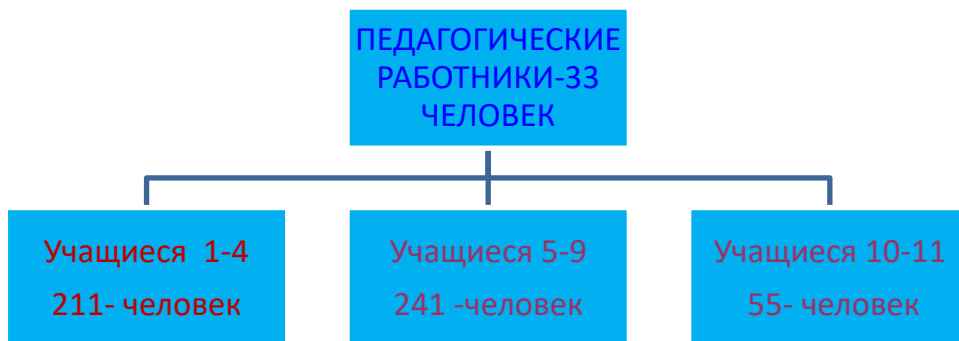 ПЕДАГОГИЧЕСКИЕ
РАБОТНИКИ-33
ЧЕЛОВЕК
Учащиеся 1-4
211- человек
Учащиеся 5-9
241 -человек
Учащиеся 10-11
55- человек